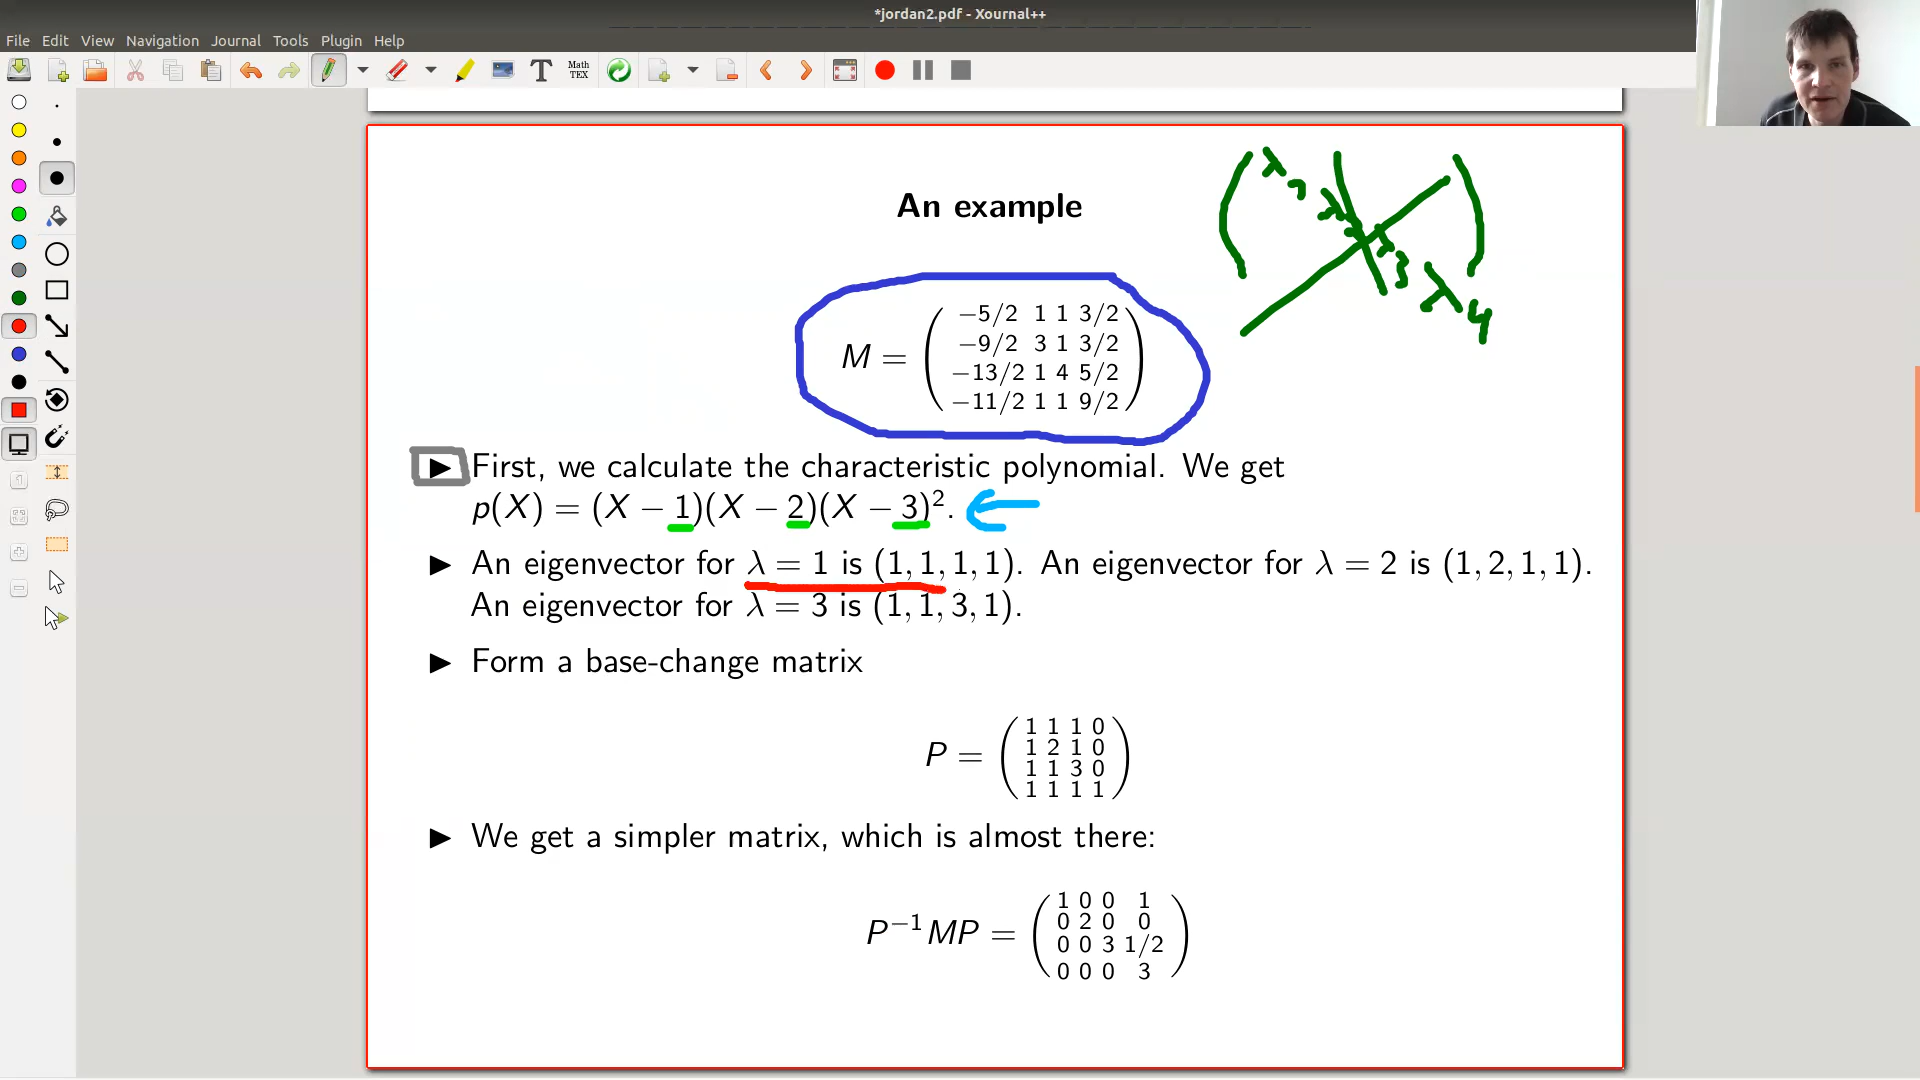 *jordan2.pdf - Xournal++
File Edit View Navigation Journal Tools Plugin Help
T Math TEX
An example
λ1
λ2
λ3
λ4
M = ( −5/2 1 1 3/2
−9/2 3 1 3/2
−13/2 1 4 5/2
−11/2 1 1 9/2 )
▶ First, we calculate the characteristic polynomial. We get
p(X) = (X − 1)(X − 2)(X − 3)².
▶ An eigenvector for λ = 1 is (1, 1, 1, 1). An eigenvector for λ = 2 is (1, 2, 1, 1).
An eigenvector for λ = 3 is (1, 1, 3, 1).
▶ Form a base-change matrix
P = ( 1 1 1 0
1 2 1 0
1 1 3 0
1 1 1 1 )
▶ We get a simpler matrix, which is almost there:
P⁻¹MP = ( 1 0 0 1
0 2 0 0
0 0 3 1/2
0 0 0 3 )